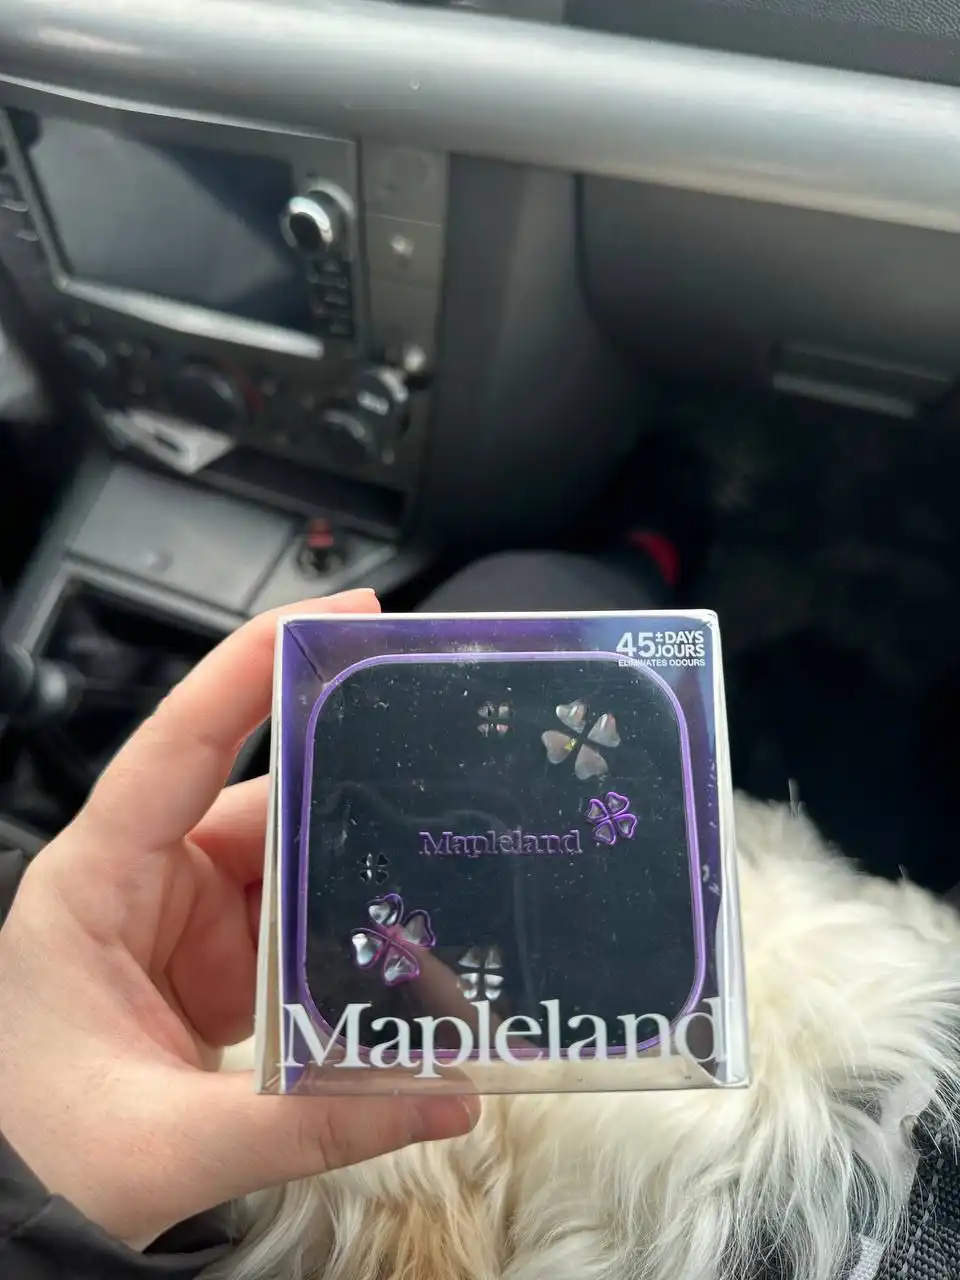 45± DAYS
JOURS
ELIMINATES ODOURS
Mapleland
Mapleland